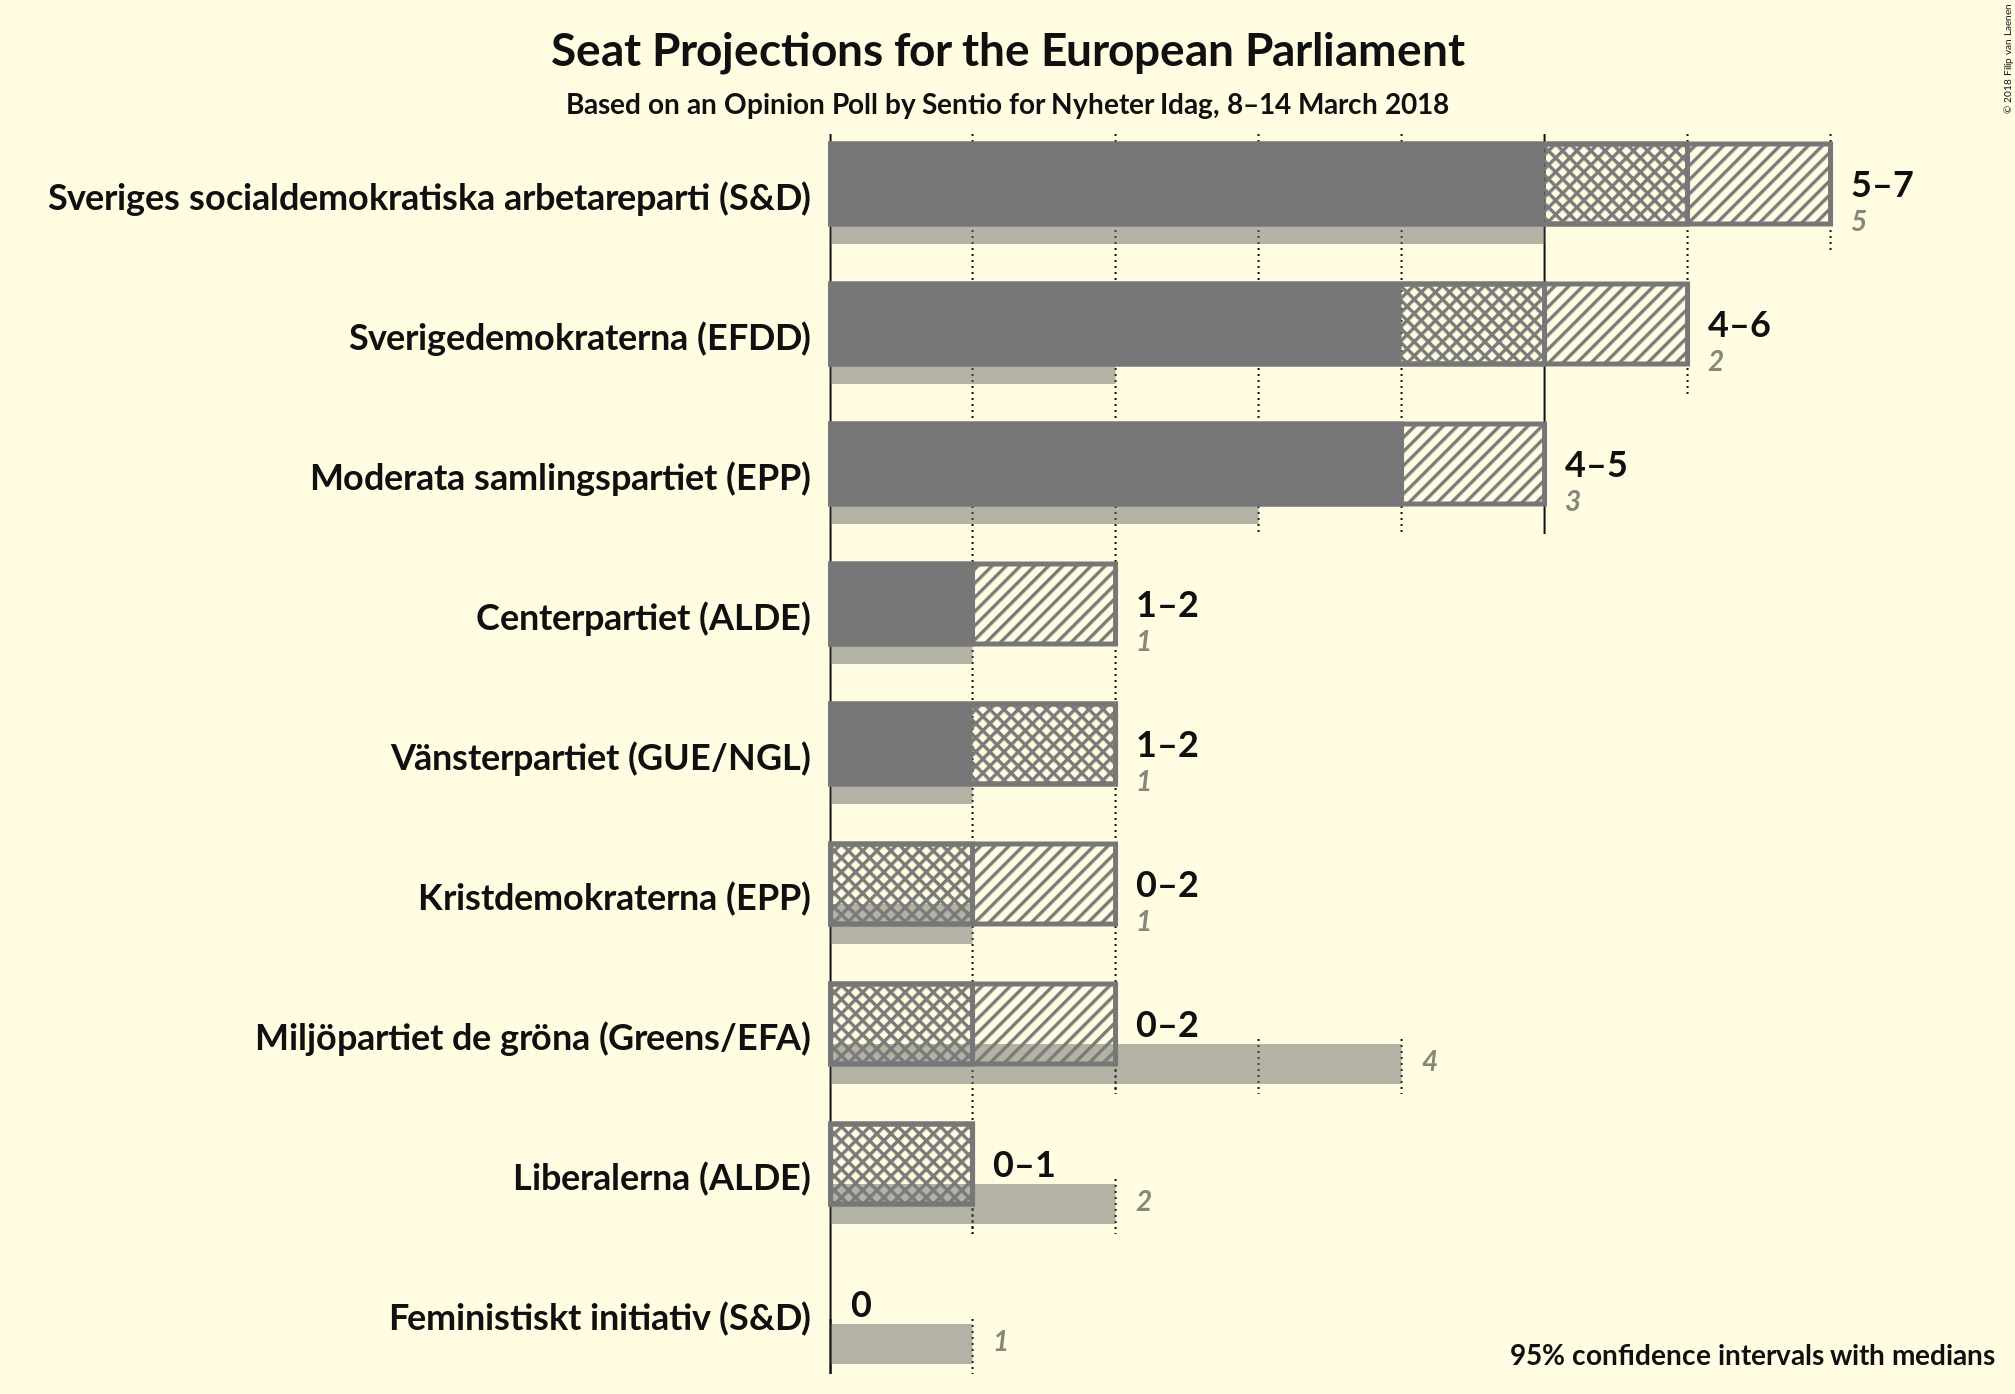 Seat Projections for the European Parliament
Based on an Opinion Poll by Sentio for Nyheter Idag, 8–14 March 2018
© 2018 Filip van Laenen
Sveriges socialdemokratiska arbetareparti (S&D)
5–7
5
Sverigedemokraterna (EFDD)
4–6
2
Moderata samlingspartiet (EPP)
4–5
3
Centerpartiet (ALDE)
1–2
1
Vänsterpartiet (GUE/NGL)
1–2
1
Kristdemokraterna (EPP)
0–2
1
Miljöpartiet de gröna (Greens/EFA)
0–2
4
Liberalerna (ALDE)
0–1
2
Feministiskt initiativ (S&D)
0
1
95% confidence intervals with medians